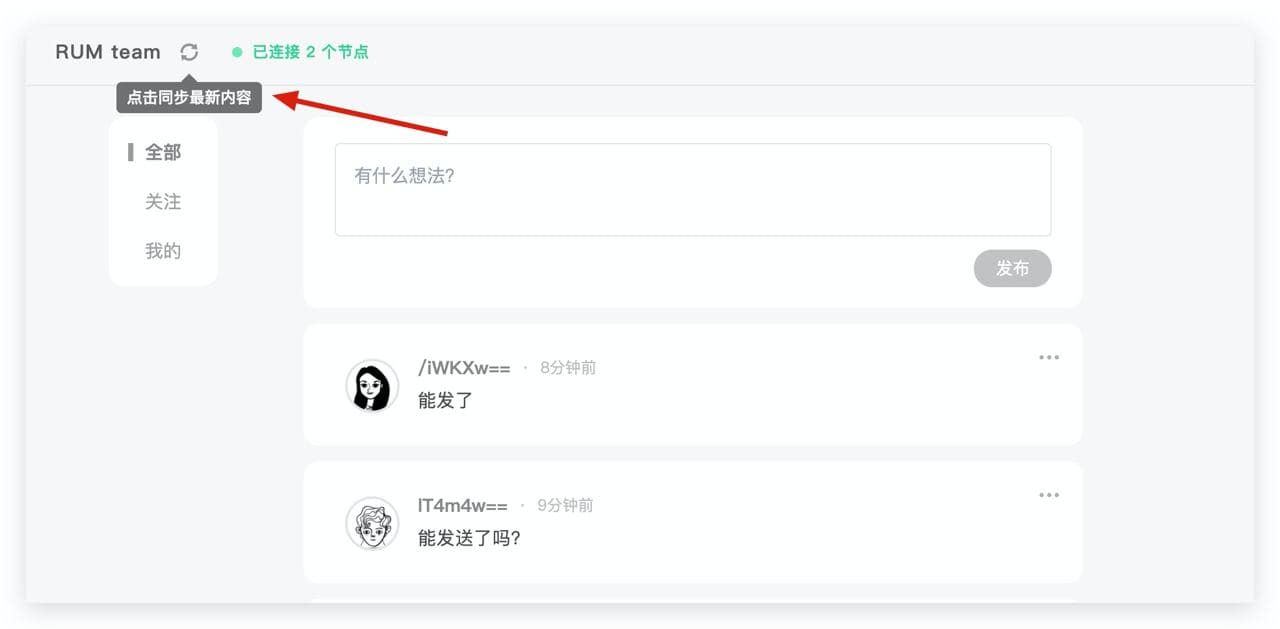 RUM team 已连接 2 个节点
点击同步最新内容
全部
关注
我的
有什么想法?
发布
/iWKXw== · 8分钟前
能发了
IT4m4w== · 9分钟前
能发送了吗?